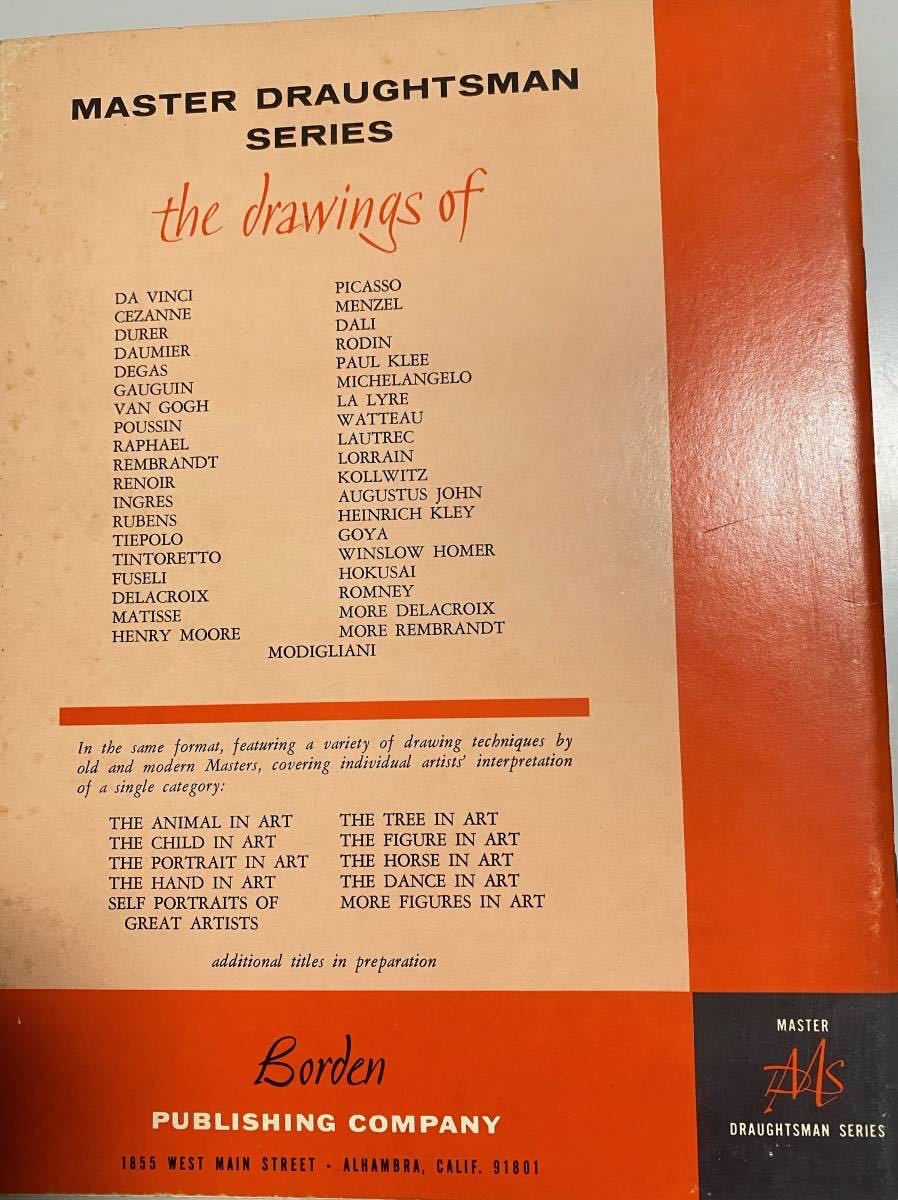 MASTER DRAUGHTSMAN
SERIES
the drawings of
DA VINCI
CEZANNE
DURER
DAUMIER
DEGAS
GAUGUIN
VAN GOGH
POUSSIN
RAPHAEL
REMBRANDT
RENOIR
INGRES
RUBENS
TIEPOLO
TINTORETTO
FUSELI
DELACROIX
MATISSE
HENRY MOORE
PICASSO
MENZEL
DALI
RODIN
PAUL KLEE
MICHELANGELO
LA LYRE
WATTEAU
LAUTREC
LORRAIN
KOLLWITZ
AUGUSTUS JOHN
HEINRICH KLEY
GOYA
WINSLOW HOMER
HOKUSAI
ROMNEY
MORE DELACROIX
MORE REMBRANDT
MODIGLIANI
In the same format, featuring a variety of drawing techniques by
old and modern Masters, covering individual artists' interpretation
of a single category:
THE ANIMAL IN ART
THE CHILD IN ART
THE PORTRAIT IN ART
THE HAND IN ART
SELF PORTRAITS OF
GREAT ARTISTS
THE TREE IN ART
THE FIGURE IN ART
THE HORSE IN ART
THE DANCE IN ART
MORE FIGURES IN ART
additional titles in preparation
Borden
PUBLISHING COMPANY
1855 WEST MAIN STREET • ALHAMBRA, CALIF. 91801
MASTER
MDS
DRAUGHTSMAN SERIES